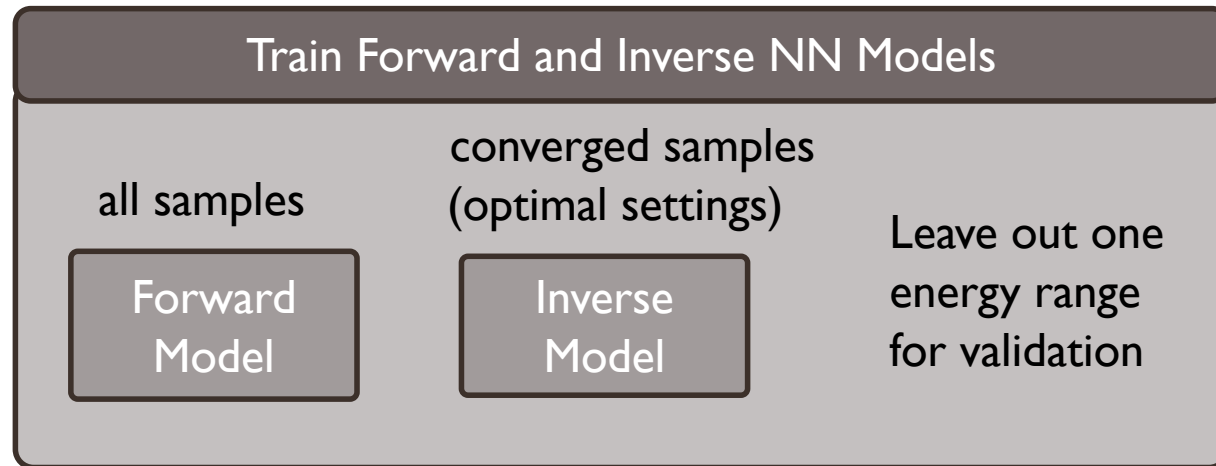 Train Forward and Inverse NN Models
all samples
Forward
Model
converged samples
(optimal settings)
Inverse
Model
Leave out one
energy range
for validation